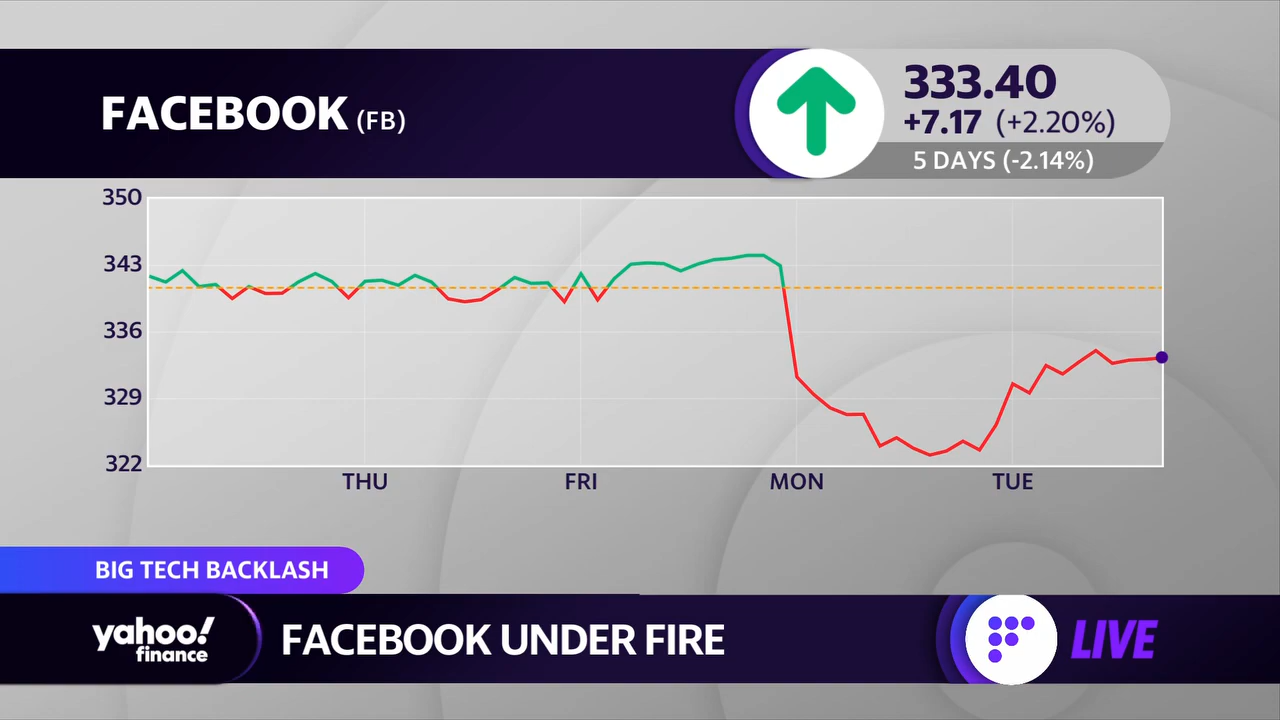 FACEBOOK (FB)
333.40
+7.17 (+2.20%)
5 DAYS (-2.14%)
350
343
336
329
322
THU FRI MON TUE
BIG TECH BACKLASH
yahoo!
finance
FACEBOOK UNDER FIRE
LIVE